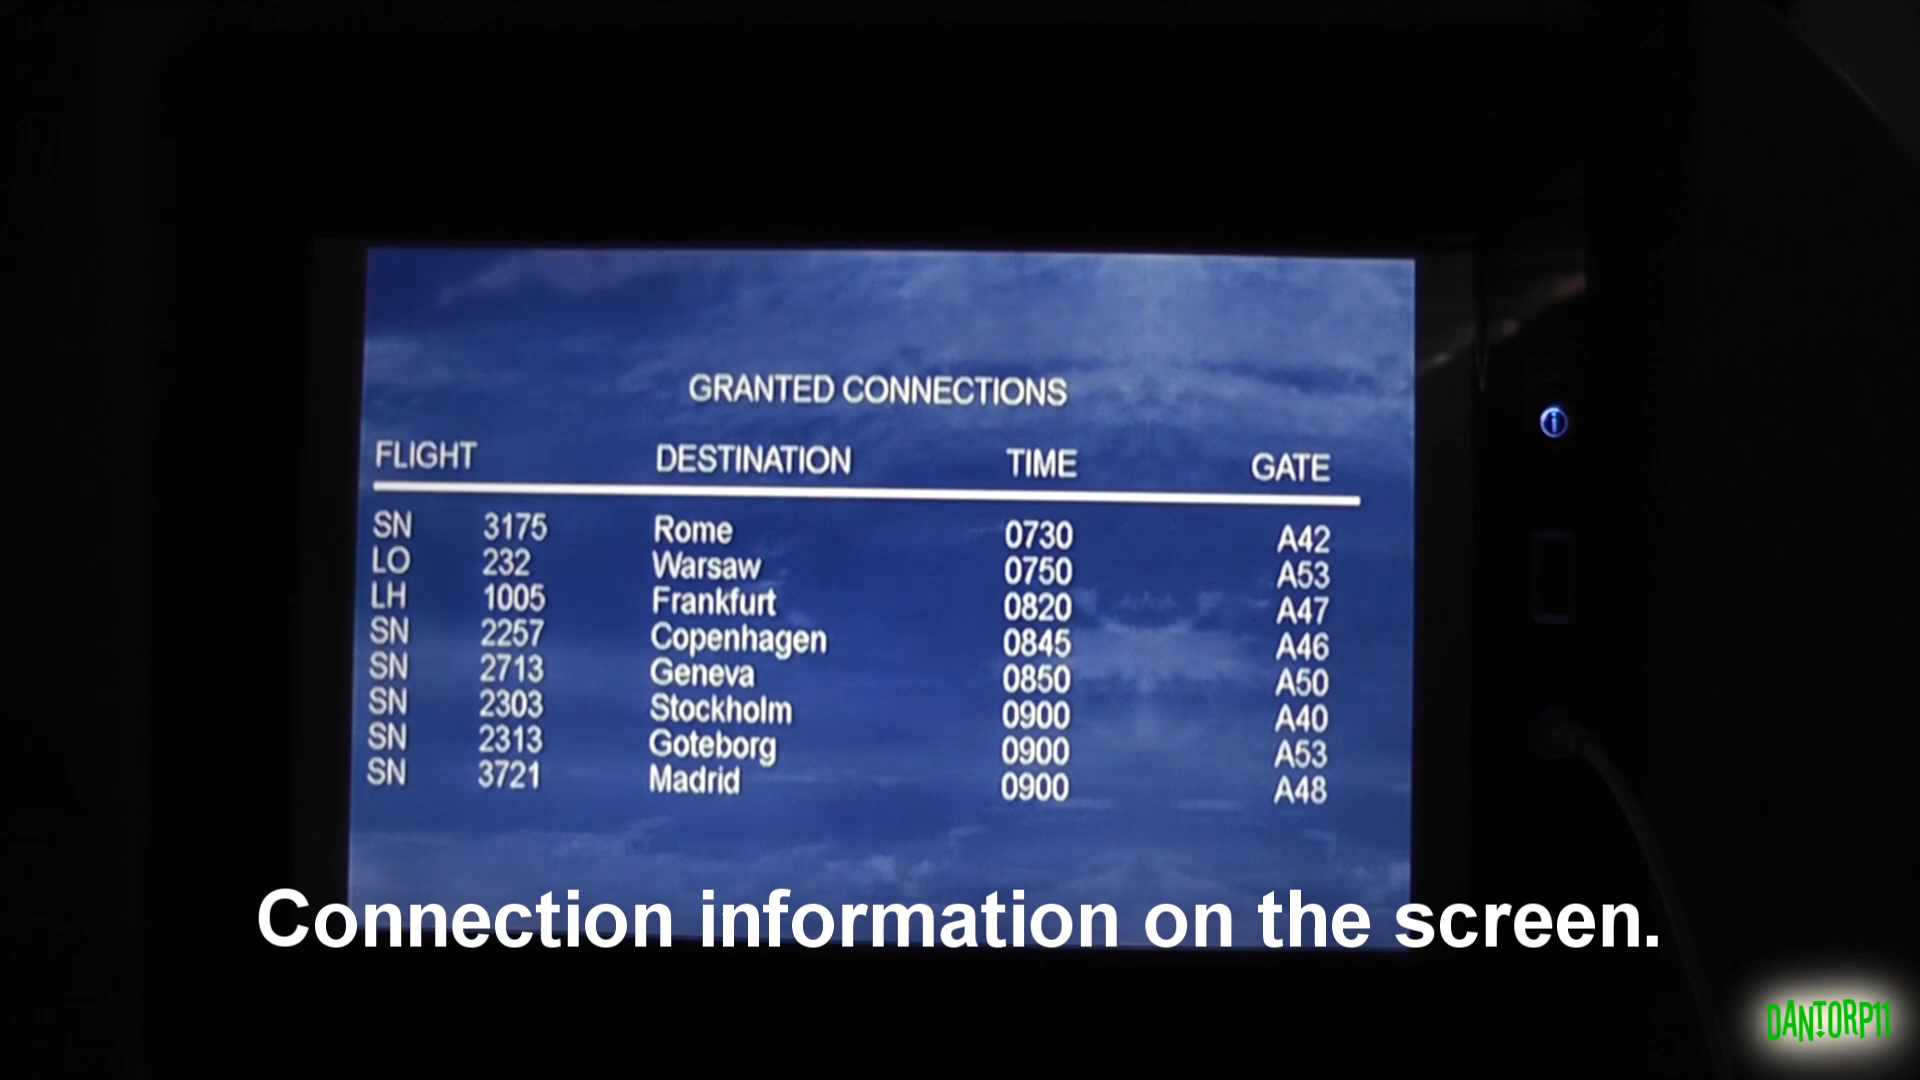 GRANTED CONNECTIONS
FLIGHT DESTINATION TIME GATE
SN 3175 Rome 0730 A42
LO 232 Warsaw 0750 A53
LH 1005 Frankfurt 0820 A47
SN 2257 Copenhagen 0845 A46
SN 2713 Geneva 0850 A50
SN 2303 Stockholm 0900 A40
SN 2313 Goteborg 0900 A53
SN 3721 Madrid 0900 A48
Connection information on the screen.
DANTORP11